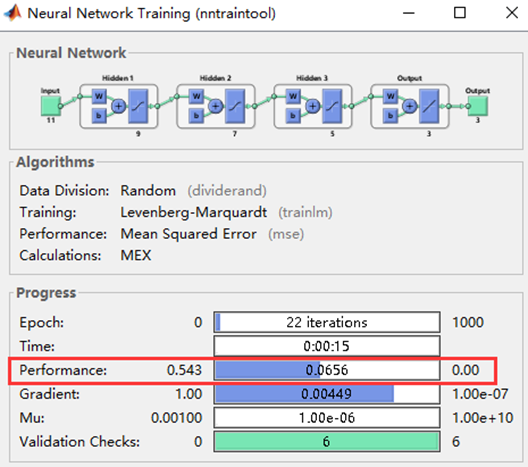 Neural Network Training (nntraintool)
Neural Network
Hidden 1 Hidden 2 Hidden 3 Output
Input Output
W W W W
b b b b
11 9 7 5 3 3
Algorithms
Data Division: Random (dividerand)
Training: Levenberg-Marquardt (trainlm)
Performance: Mean Squared Error (mse)
Calculations: MEX
Progress
Epoch: 0 22 iterations 1000
Time: 0:00:15
Performance: 0.543 0.0656 0.00
Gradient: 1.00 0.00449 1.00e-07
Mu: 0.00100 1.00e-06 1.00e+10
Validation Checks: 0 6 6